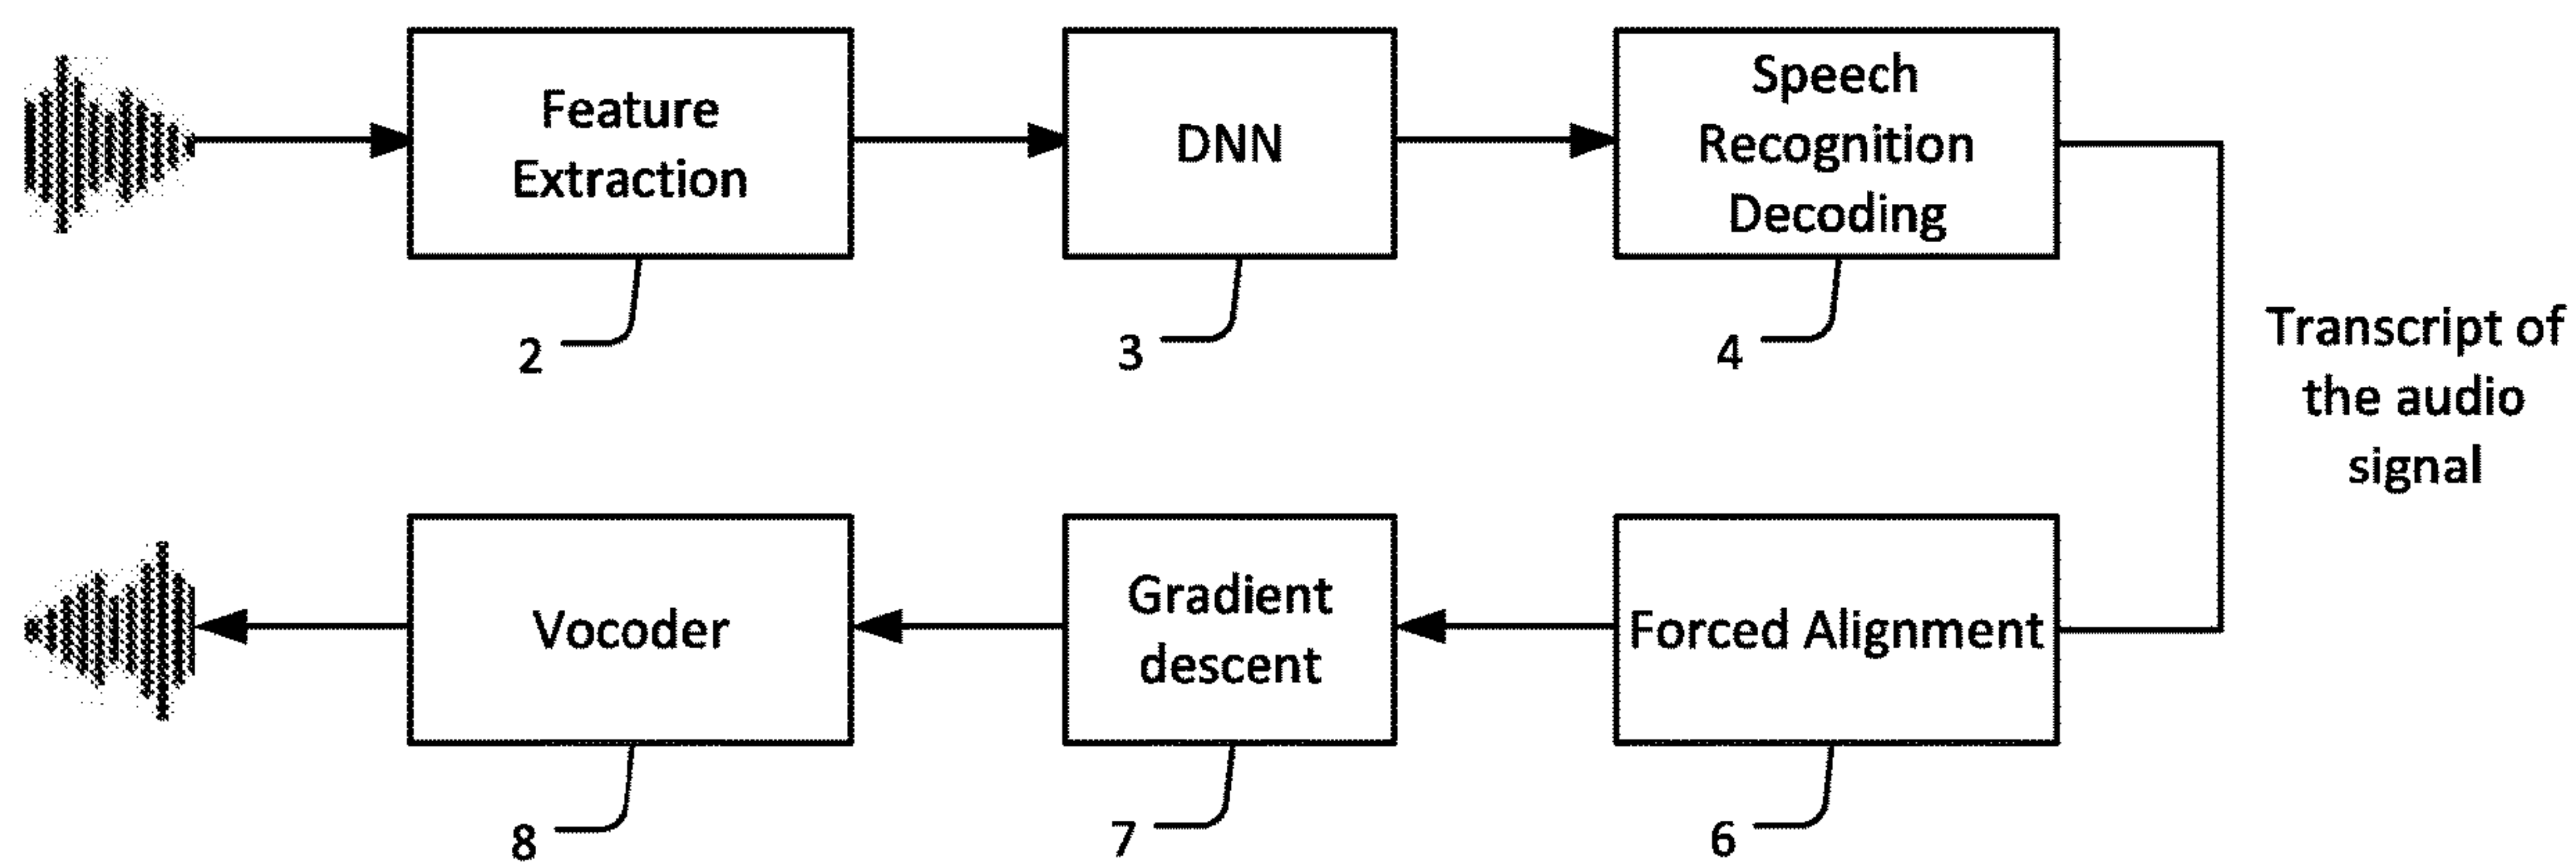 Feature
Extraction
DNN
Speech
Recognition
Decoding
2
3
4
Transcript of
the audio
signal
Vocoder
Gradient
descent
Forced Alignment
8
7
6